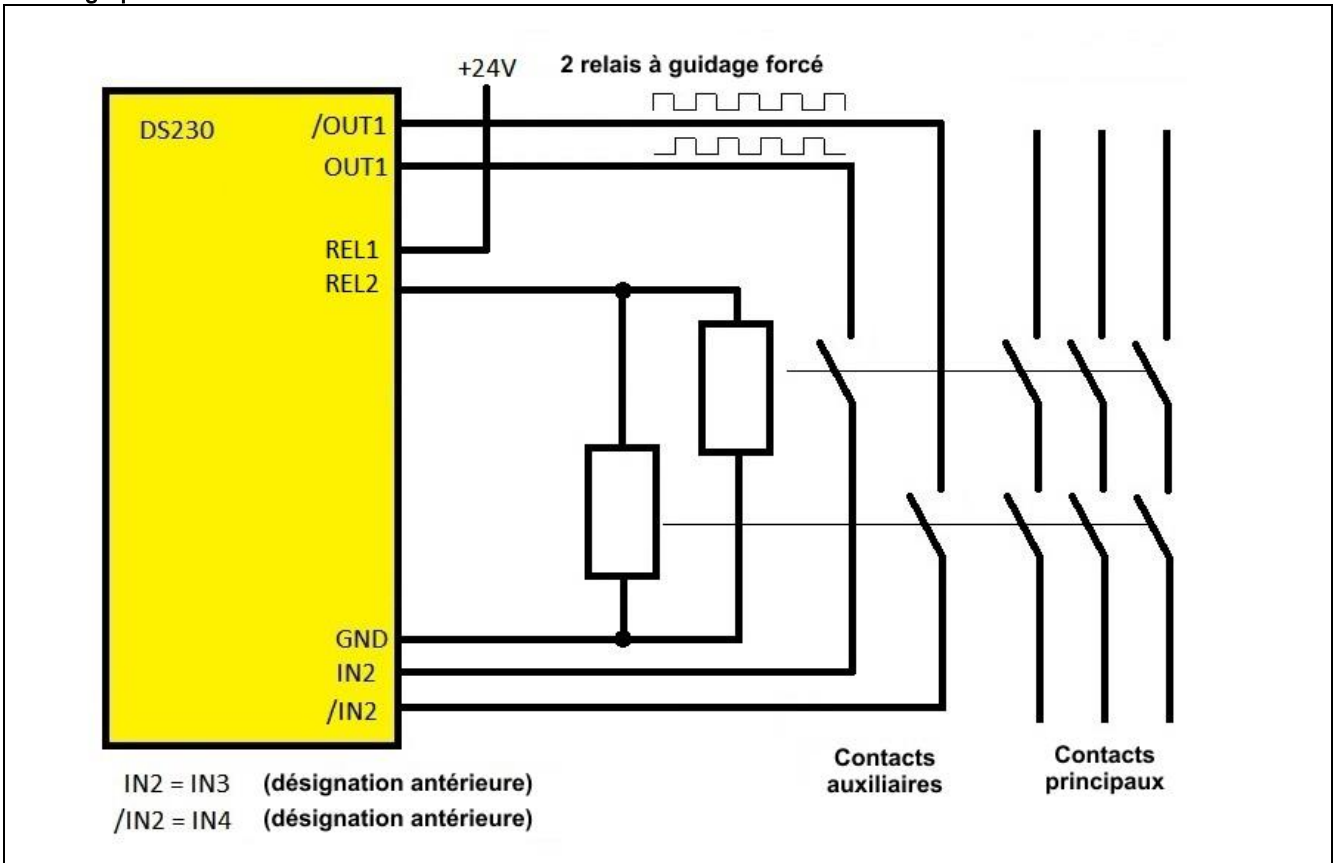 +24V 2 relais à guidage forcé
DS230
/OUT1
OUT1
REL1
REL2
GND
IN2
/IN2
Contacts
auxiliaires
Contacts
principaux
IN2 = IN3 (désignation antérieure)
/IN2 = IN4 (désignation antérieure)